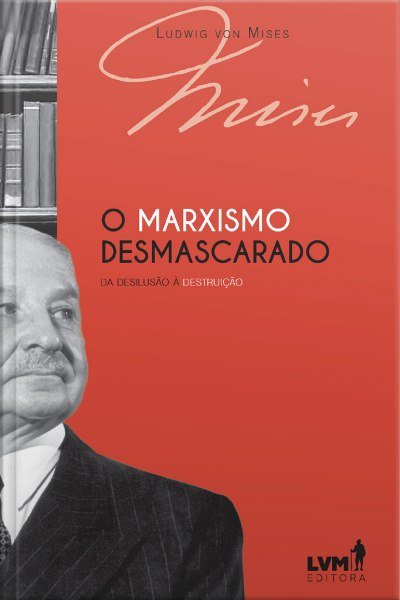 Ludwig von Mises
Mises
O MARXISMO
DESMASCARADO
DA DESILUSÃO À DESTRUIÇÃO
LVM
EDITORA